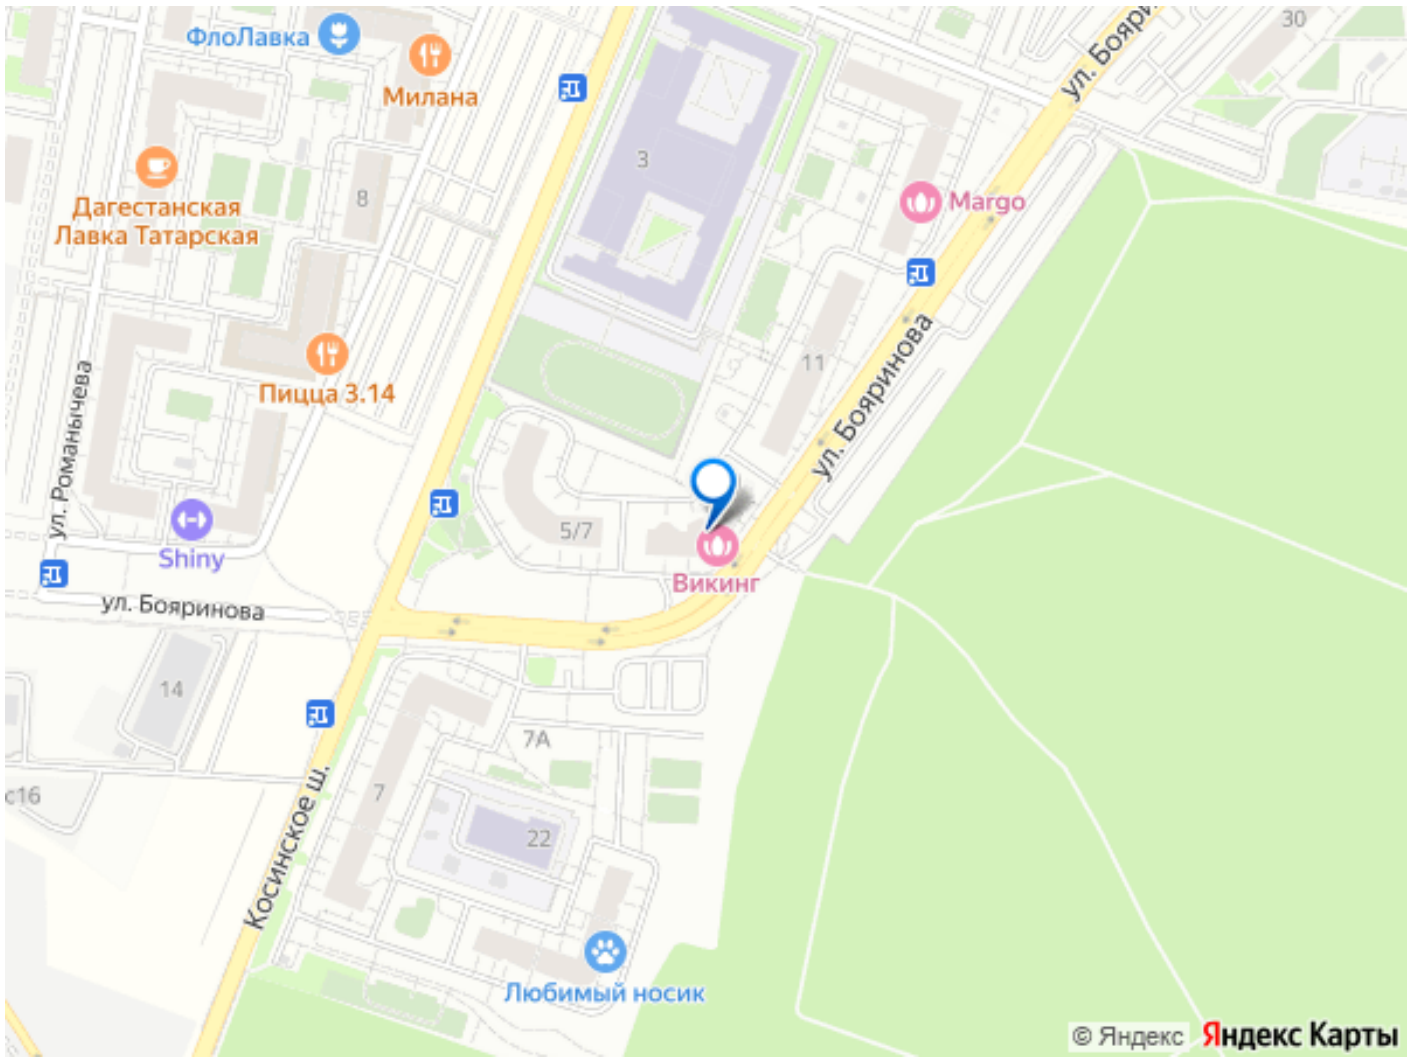 ФлоЛавка
Милана
30
ул. Бояри
3
8
Дагестанская
Лавка Татарская
Margo
Пицца 3.14
11
ул. Бояринова
ул. Романычева
5/7
Shiny
Викинг
ул. Бояринова
14
7А
с16
7
22
Косинское ш.
Любимый носик
© Яндекс
Яндекс Карты